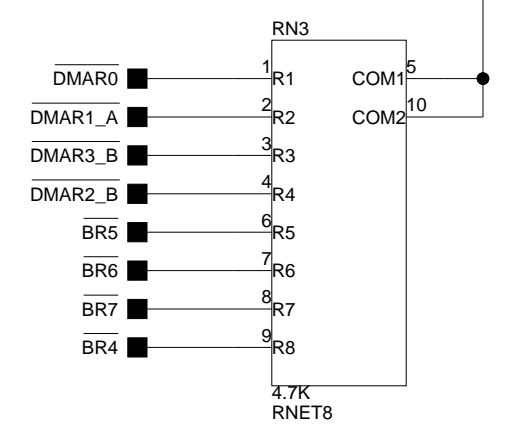 RN3
DMAR0 1 R1 COM1 5
DMAR1_A 2 R2 COM2 10
DMAR3_B 3 R3
DMAR2_B 4 R4
BR5 6 R5
BR6 7 R6
BR7 8 R7
BR4 9 R8
4.7K
RNET8